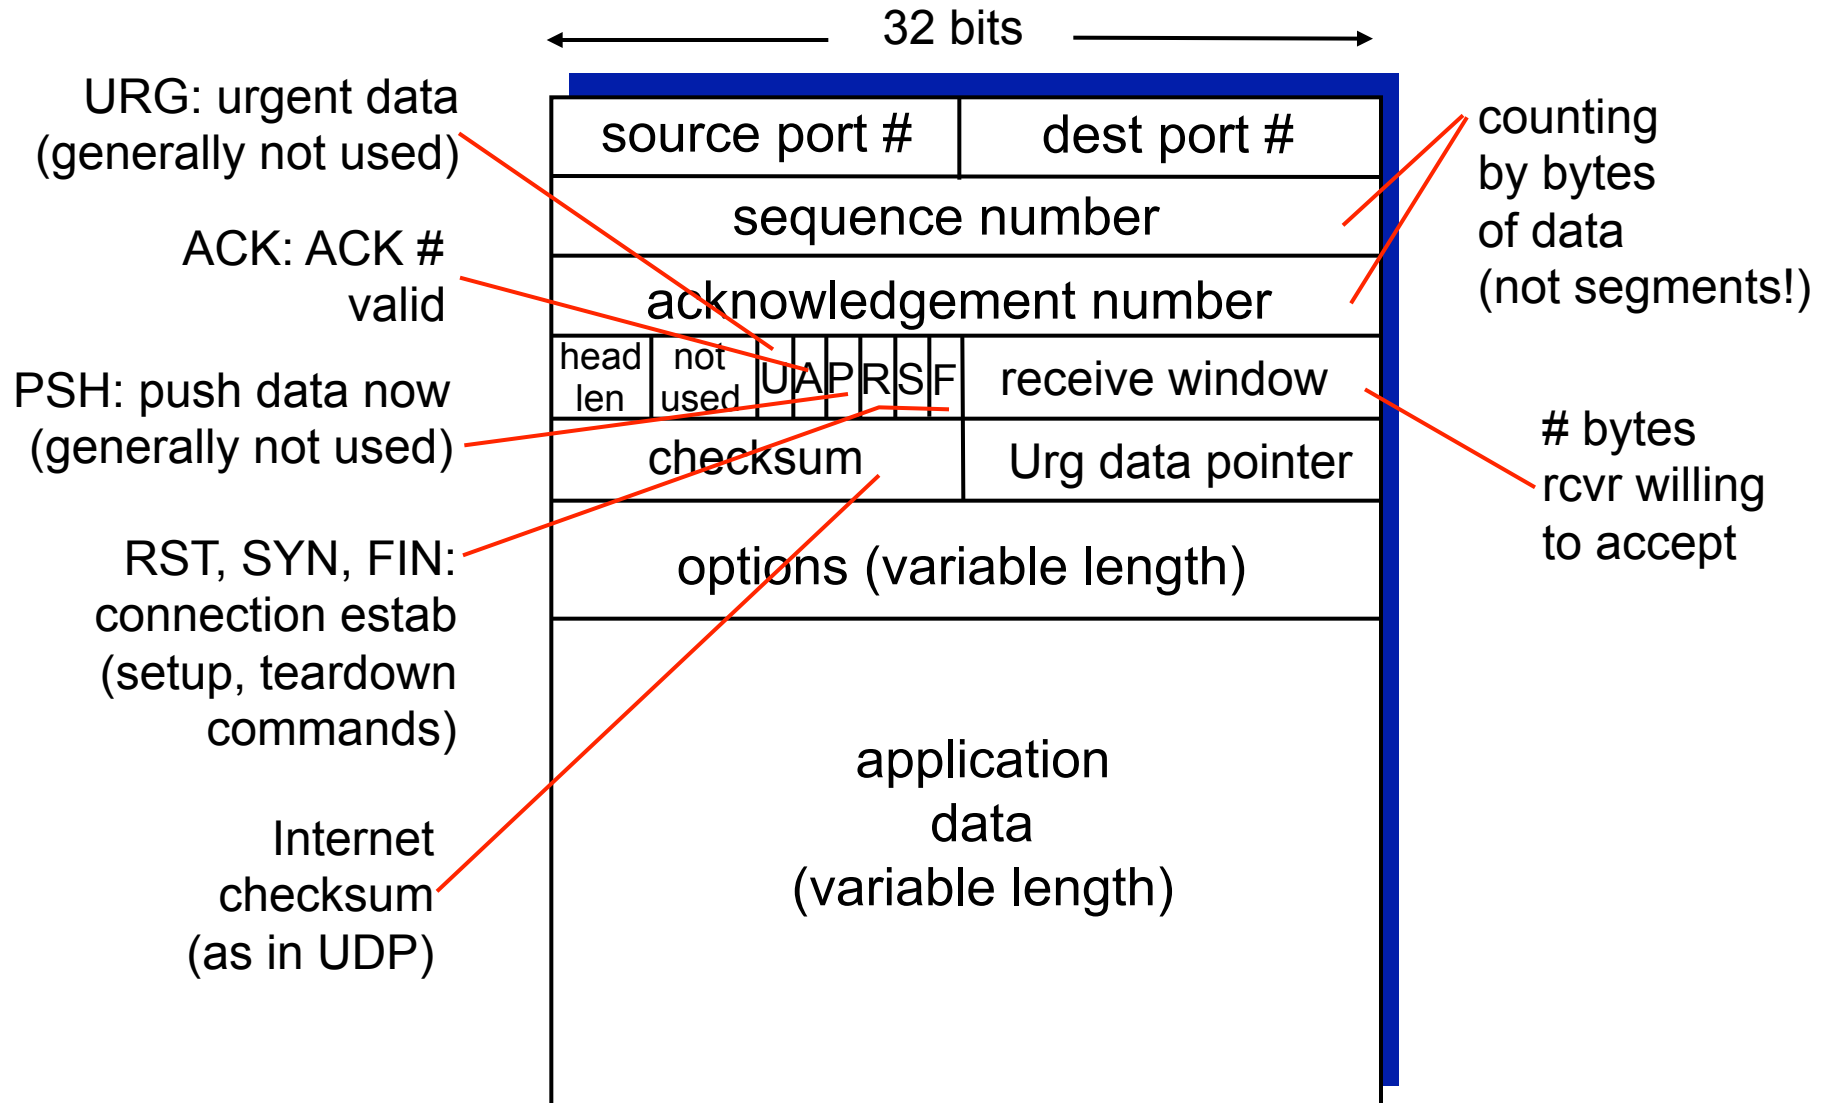 32 bits
URG: urgent data
(generally not used)
ACK: ACK #
valid
PSH: push data now
(generally not used)
RST, SYN, FIN:
connection estab
(setup, teardown
commands)
Internet
checksum
(as in UDP)
source port #
dest port #
sequence number
acknowledgement number
head
len
not
used
U
A
P
R
S
F
receive window
checksum
Urg data pointer
options (variable length)
application
data
(variable length)
counting
by bytes
of data
(not segments!)
# bytes
rcvr willing
to accept